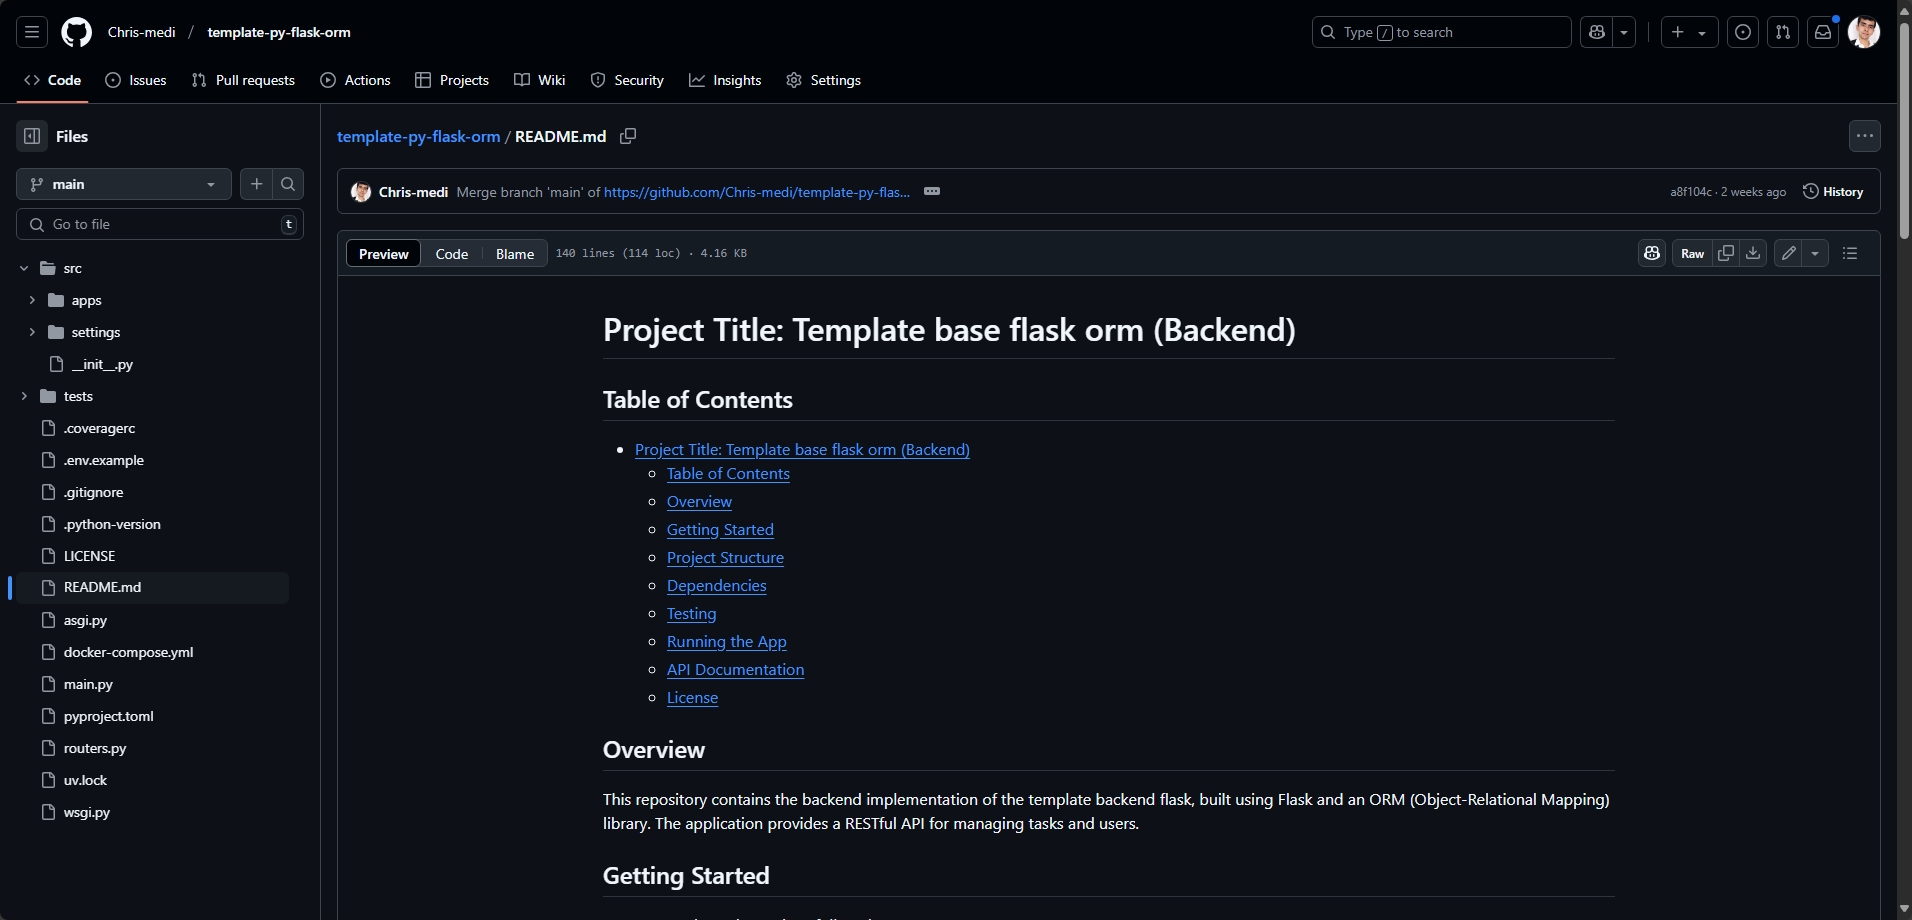 Chris-medi / template-py-flask-orm
Type / to search
Code
Issues
Pull requests
Actions
Projects
Wiki
Security
Insights
Settings
Files
main
Go to file
t
src
apps
settings
__init__.py
tests
.coveragerc
.env.example
.gitignore
.python-version
LICENSE
README.md
asgi.py
docker-compose.yml
main.py
pyproject.toml
routers.py
uv.lock
wsgi.py
template-py-flask-orm / README.md
Chris-medi Merge branch 'main' of https://github.com/Chris-medi/template-py-flas...
a8f104c · 2 weeks ago
History
Preview
Code
Blame
140 lines (114 loc) · 4.16 KB
Raw
Project Title: Template base flask orm (Backend)
Table of Contents
Project Title: Template base flask orm (Backend)
Table of Contents
Overview
Getting Started
Project Structure
Dependencies
Testing
Running the App
API Documentation
License
Overview
This repository contains the backend implementation of the template backend flask, built using Flask and an ORM (Object-Relational Mapping)
library. The application provides a RESTful API for managing tasks and users.
Getting Started